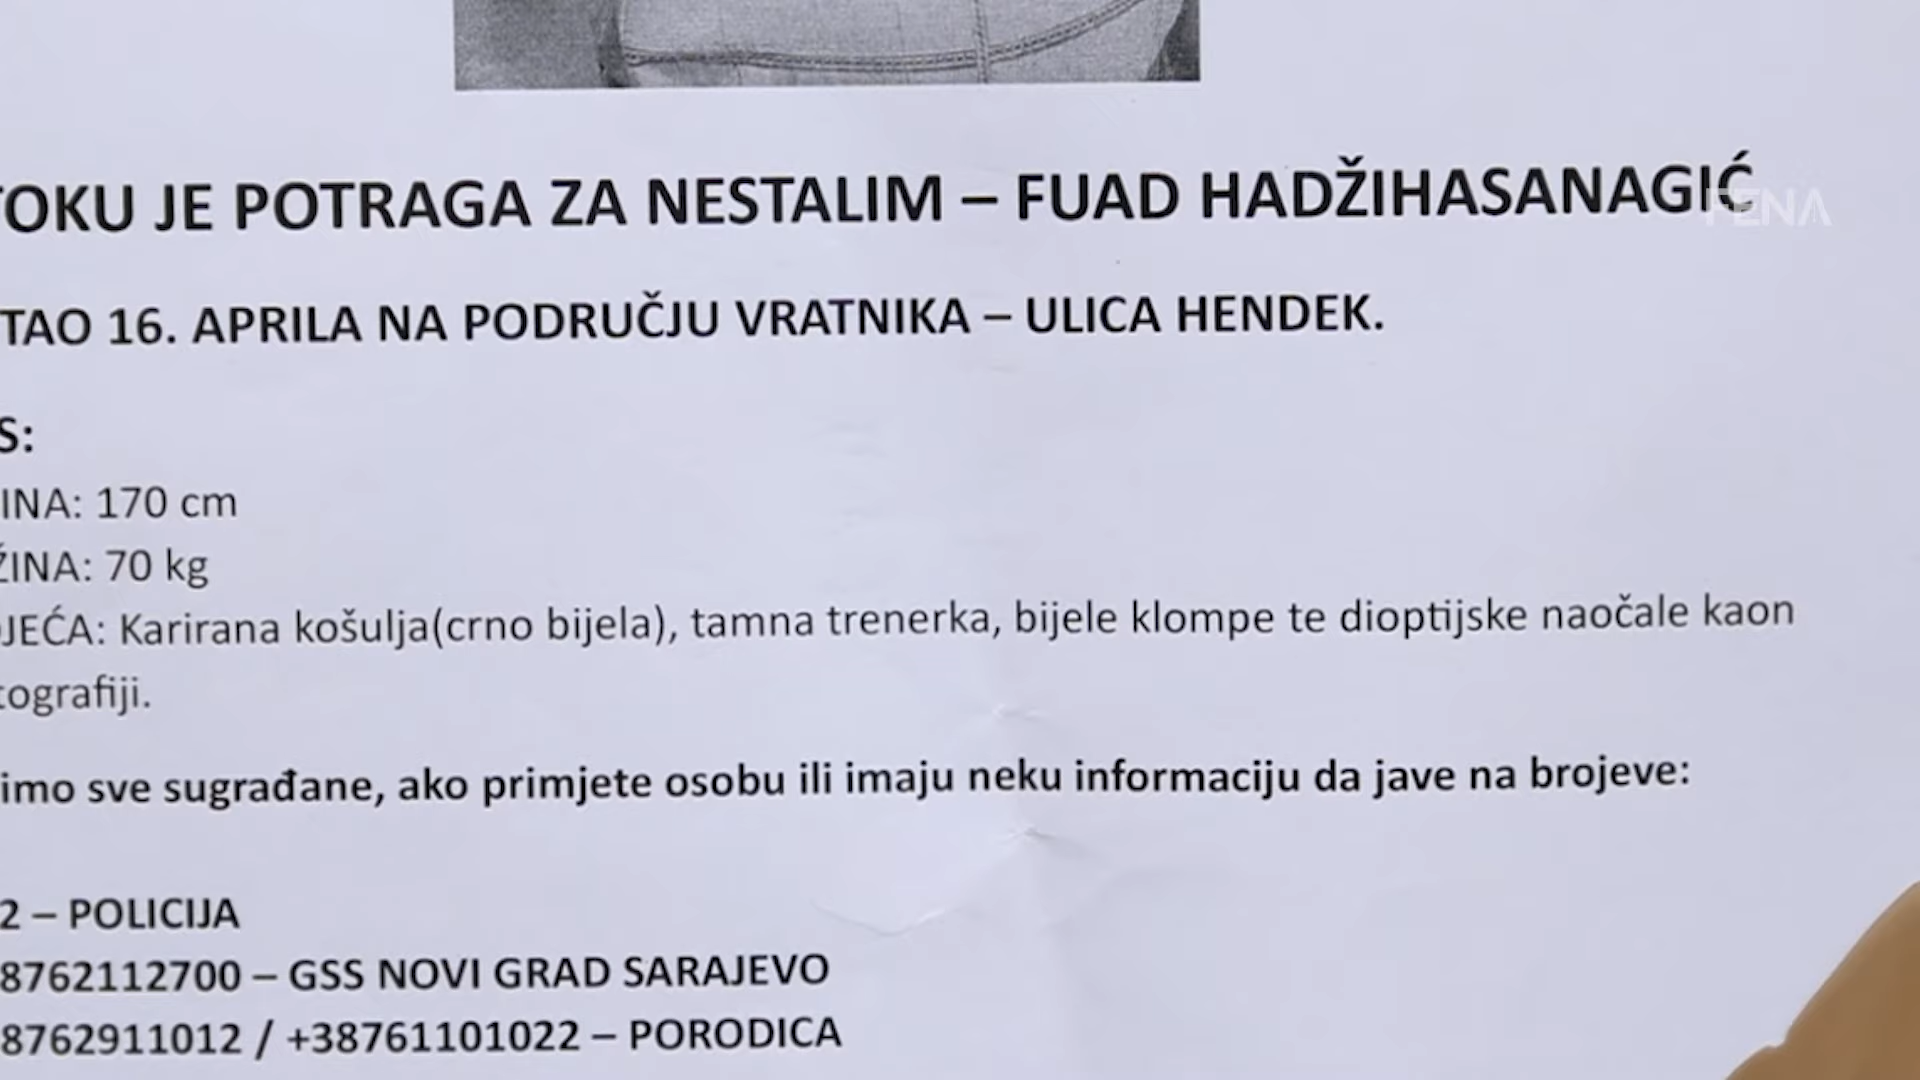 TOKU JE POTRAGA ZA NESTALIM – FUAD HADŽIHASANAGIĆ
FENA
TAO 16. APRILA NA PODRUČJU VRATNIKA – ULICA HENDEK.
S:
INA: 170 cm
ŽINA: 70 kg
JEĆA: Karirana košulja(crno bijela), tamna trenerka, bijele klompe te dioptijske naočale kaon
tografiji.
imo sve sugrađane, ako primjete osobu ili imaju neku informaciju da jave na brojeve:
2 – POLICIJA
8762112700 – GSS NOVI GRAD SARAJEVO
8762911012 / +38761101022 – PORODICA